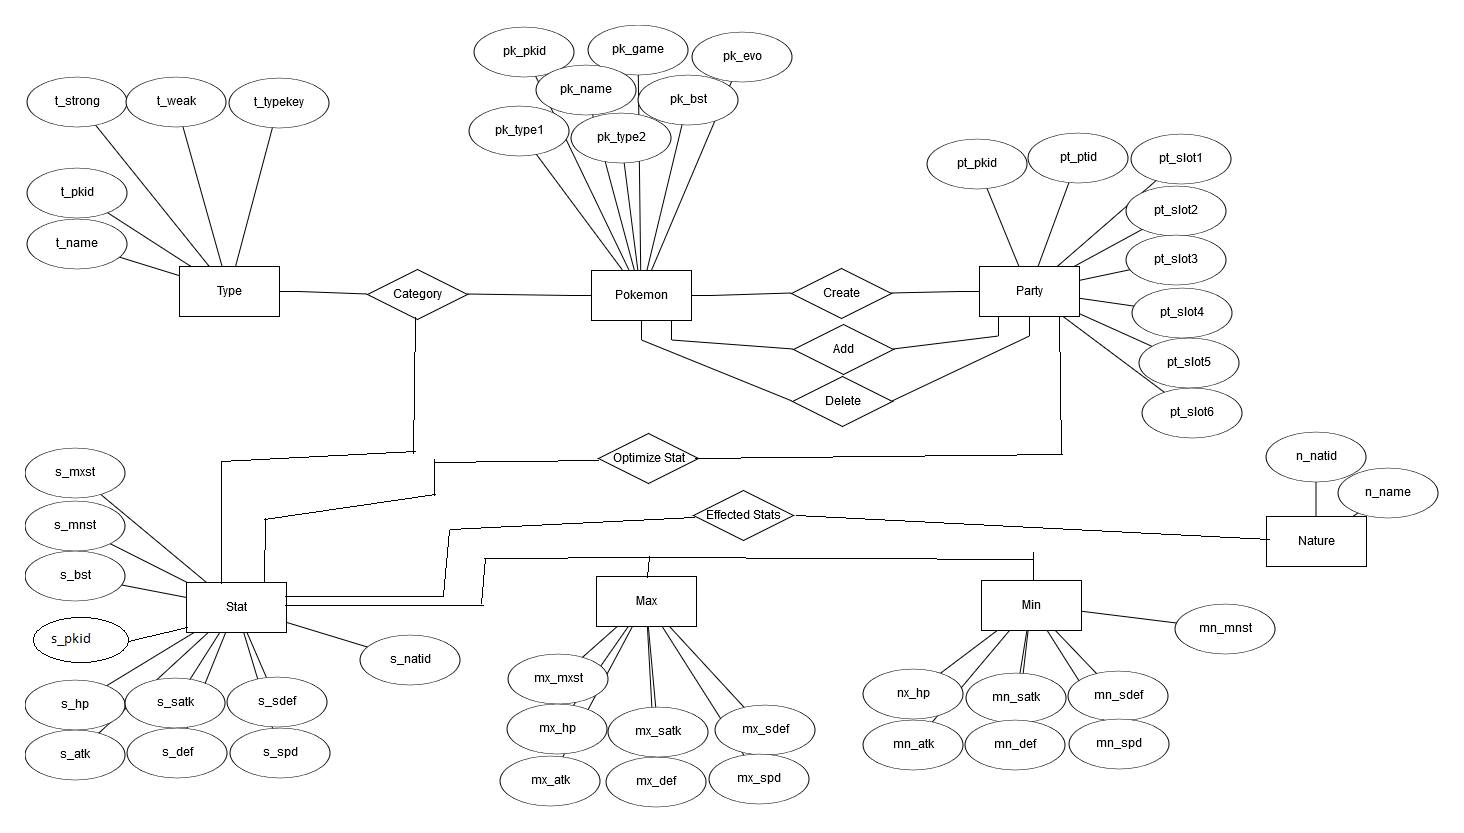 pk_pkid
pk_game
pk_evo
pk_name
pk_bst
pk_type1
pk_type2
t_strong
t_weak
t_typekey
t_pkid
t_name
pt_pkid
pt_ptid
pt_slot1
pt_slot2
pt_slot3
pt_slot4
pt_slot5
pt_slot6
Type
Category
Pokemon
Create
Party
Add
Delete
Optimize Stat
Effected Stats
n_natid
n_name
Nature
s_mxst
s_mnst
s_bst
s_pkid
Stat
s_natid
s_hp
s_satk
s_sdef
s_atk
s_def
s_spd
Max
mx_mxst
mx_hp
mx_satk
mx_sdef
mx_atk
mx_def
mx_spd
Min
mn_mnst
nx_hp
mn_satk
mn_sdef
mn_atk
mn_def
mn_spd